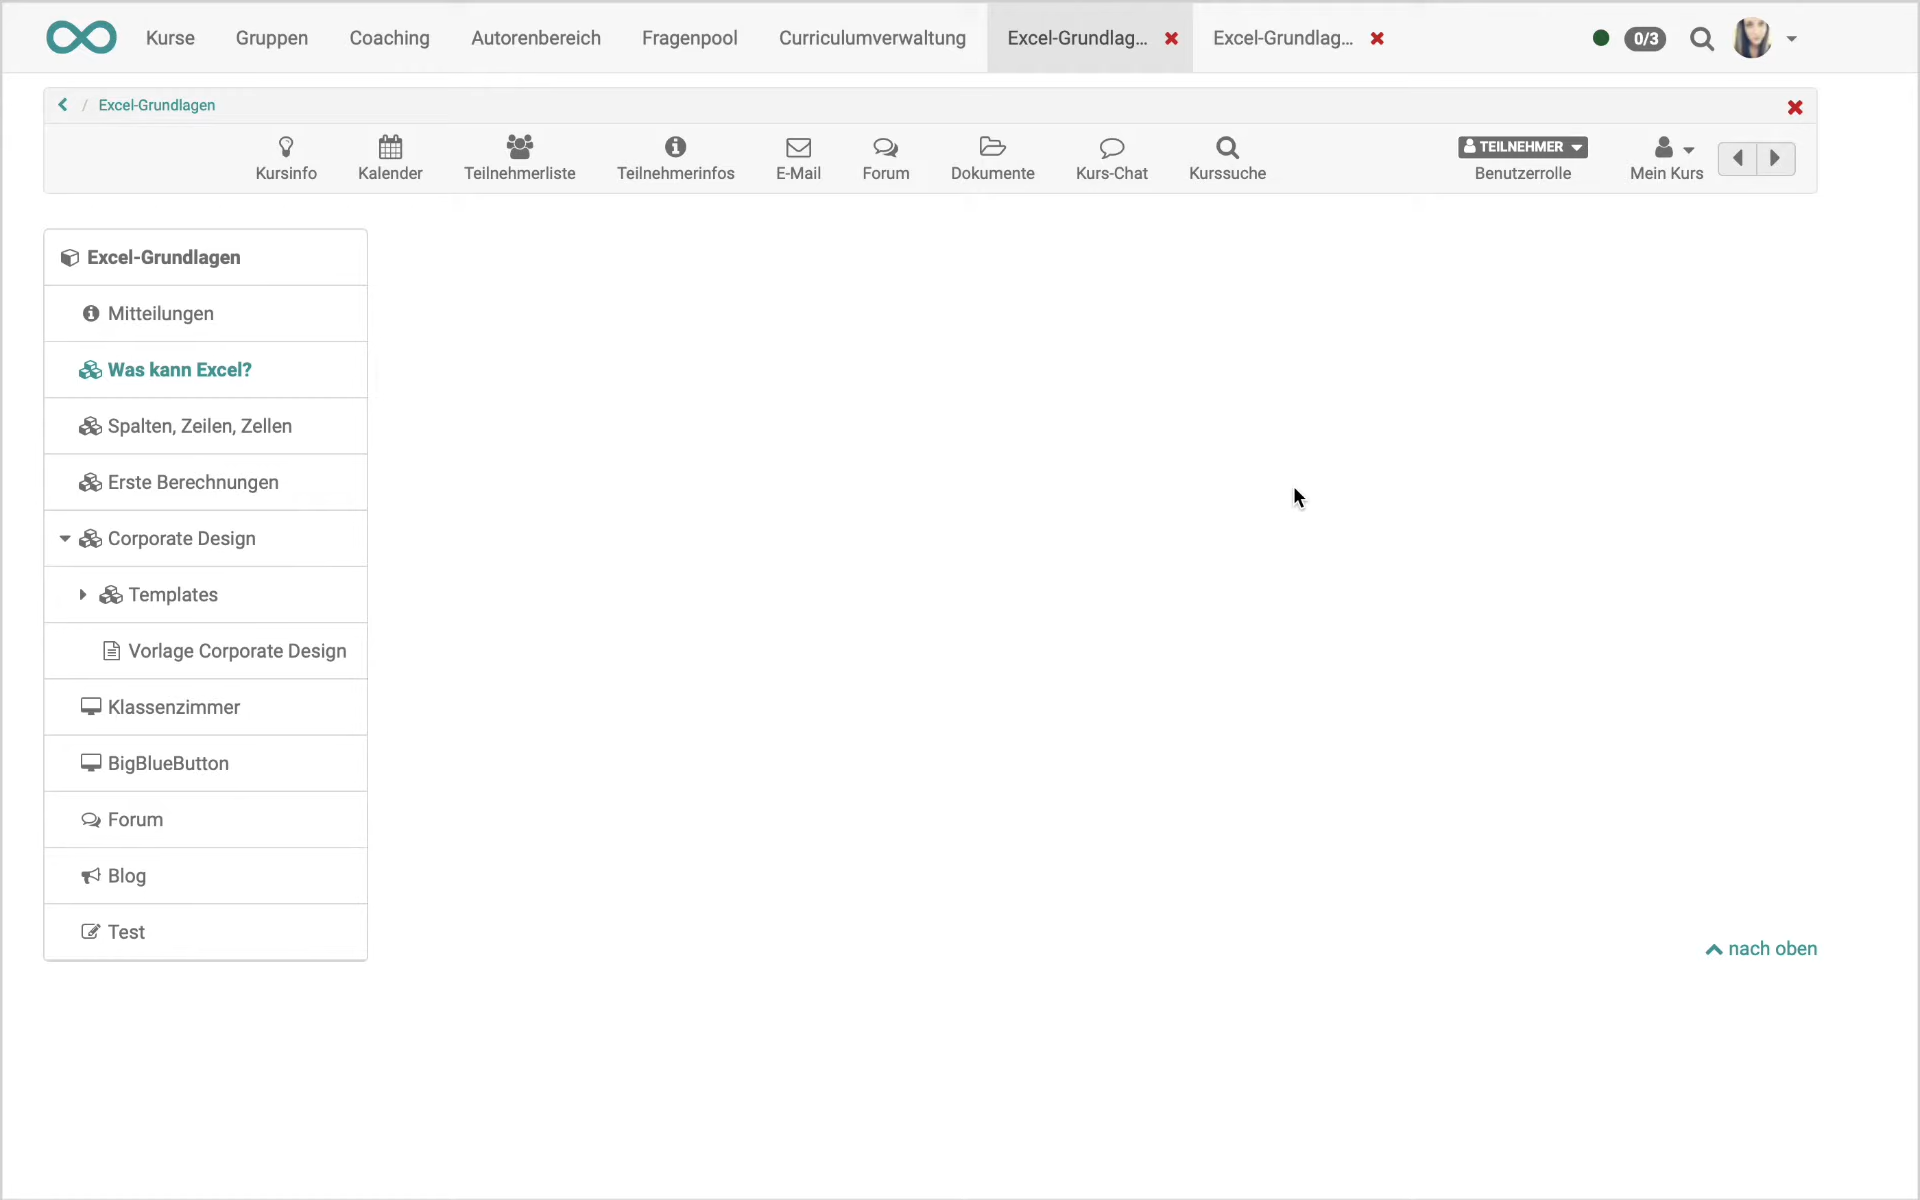 Kurse Gruppen Coaching Autorenbereich Fragenpool Curriculumverwaltung Excel-Grundlag... Excel-Grundlag... 0/3
/ Excel-Grundlagen
Kursinfo Kalender Teilnehmerliste Teilnehmerinfos E-Mail Forum Dokumente Kurs-Chat Kurssuche TEILNEHMER Benutzerrolle Mein Kurs
Excel-Grundlagen
Mitteilungen
Was kann Excel?
Spalten, Zeilen, Zellen
Erste Berechnungen
Corporate Design
Templates
Vorlage Corporate Design
Klassenzimmer
BigBlueButton
Forum
Blog
Test
nach oben